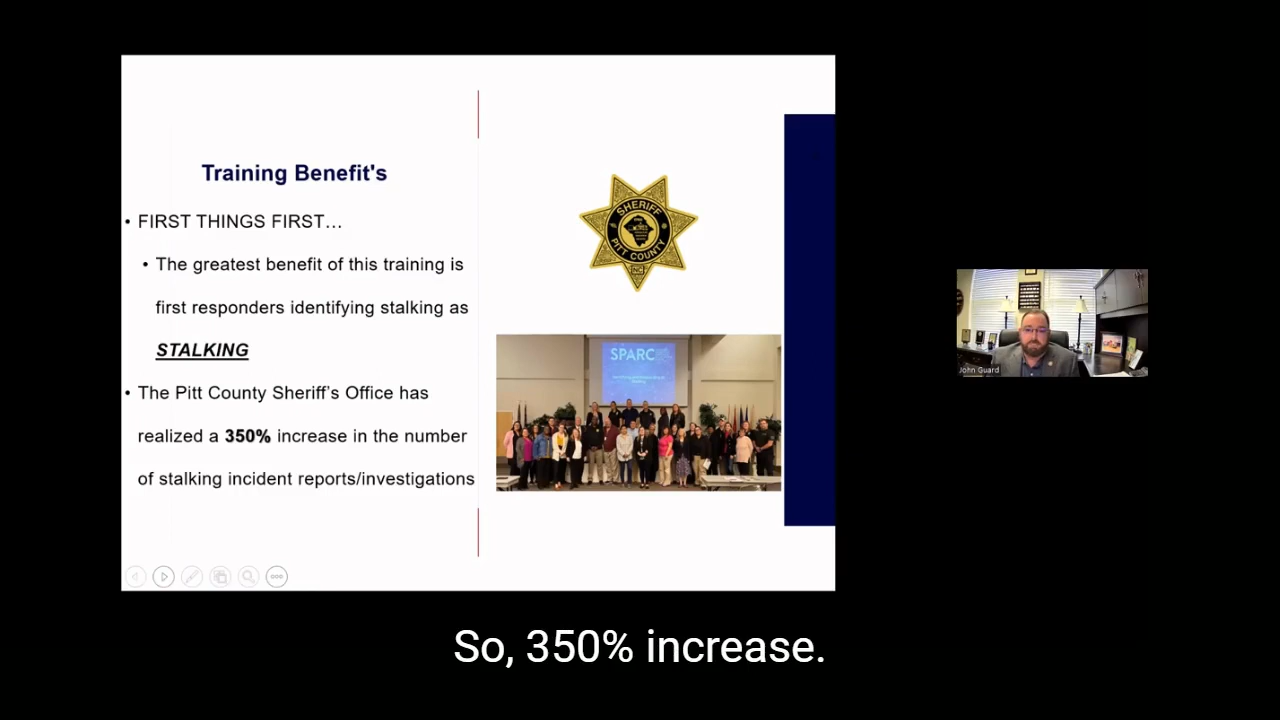 Training Benefit's
• FIRST THINGS FIRST…
• The greatest benefit of this training is
first responders identifying stalking as
STALKING
• The Pitt County Sheriff's Office has
realized a 350% increase in the number
of stalking incident reports/investigations
SHERIFF
PITT COUNTY
NC
SPARC
John Guard
So, 350% increase.